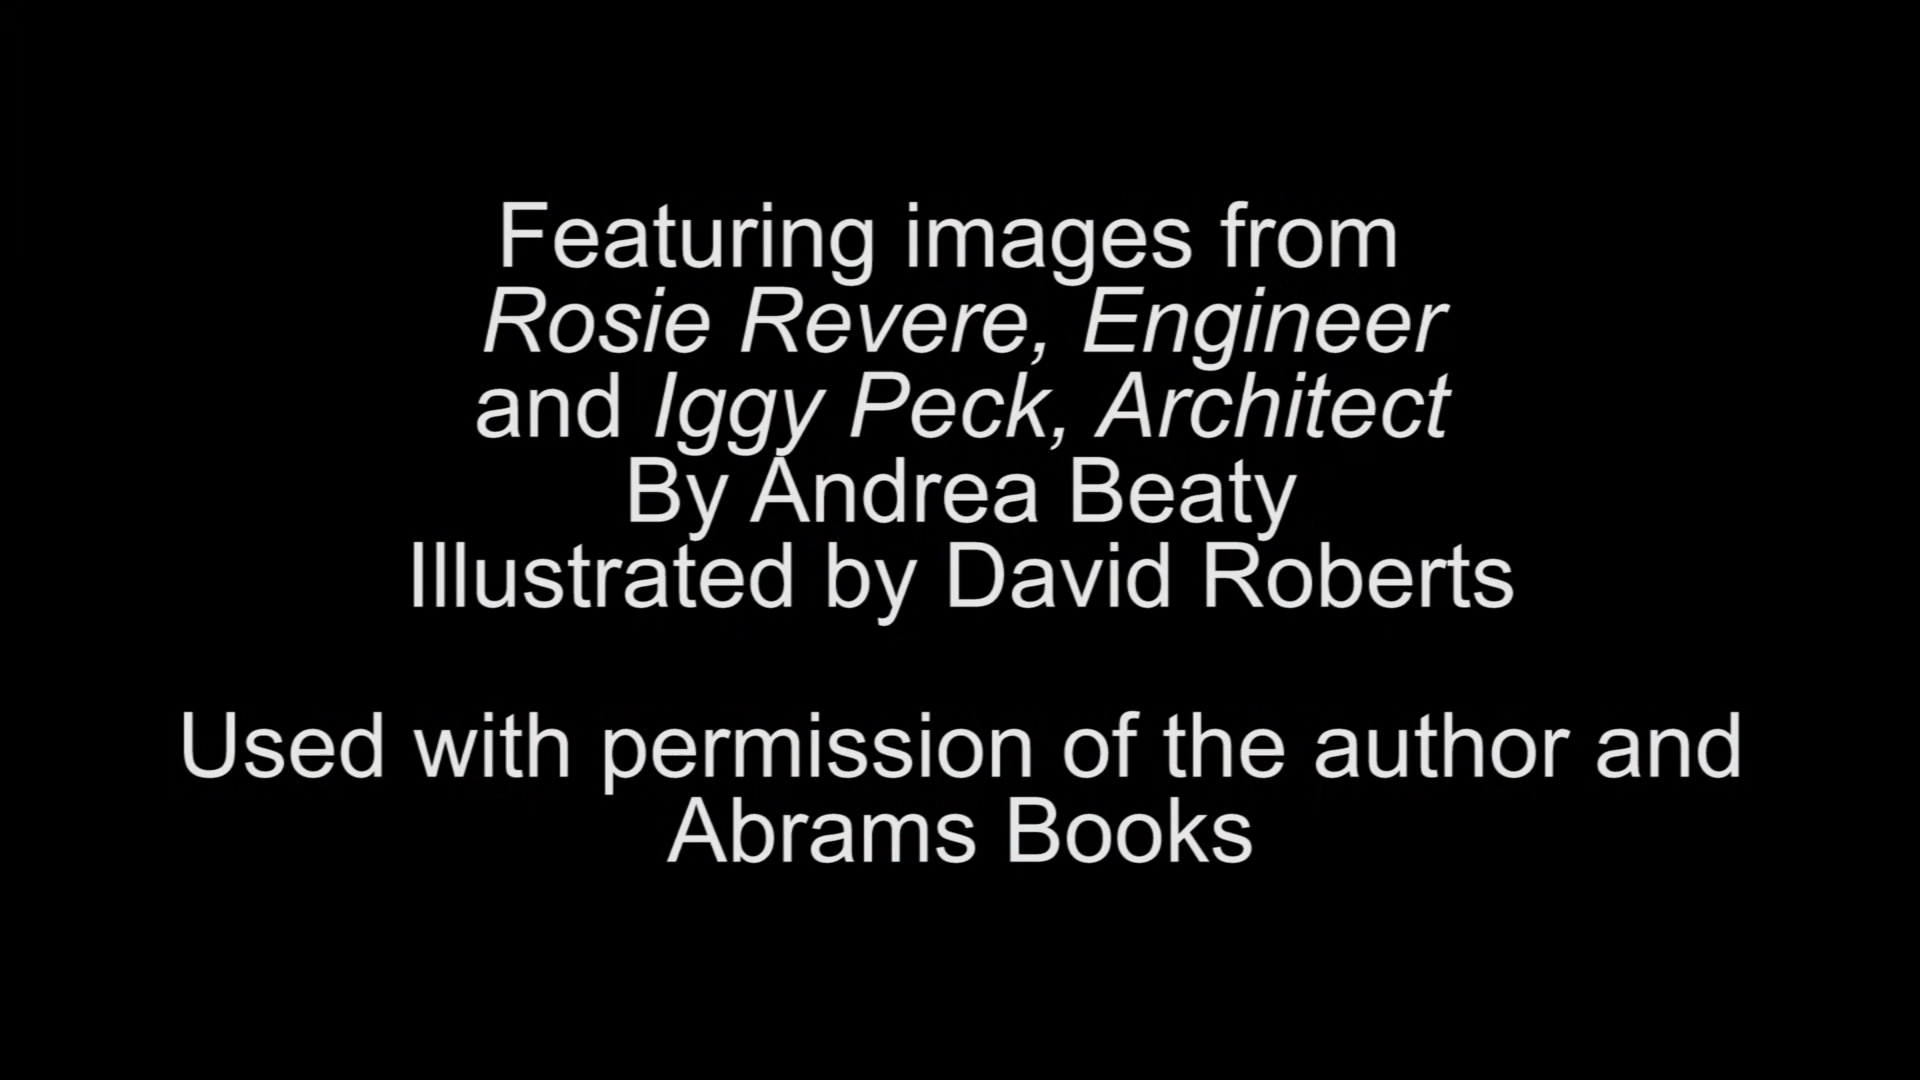 Featuring images from
Rosie Revere, Engineer
and Iggy Peck, Architect
By Andrea Beaty
Illustrated by David Roberts
Used with permission of the author and
Abrams Books